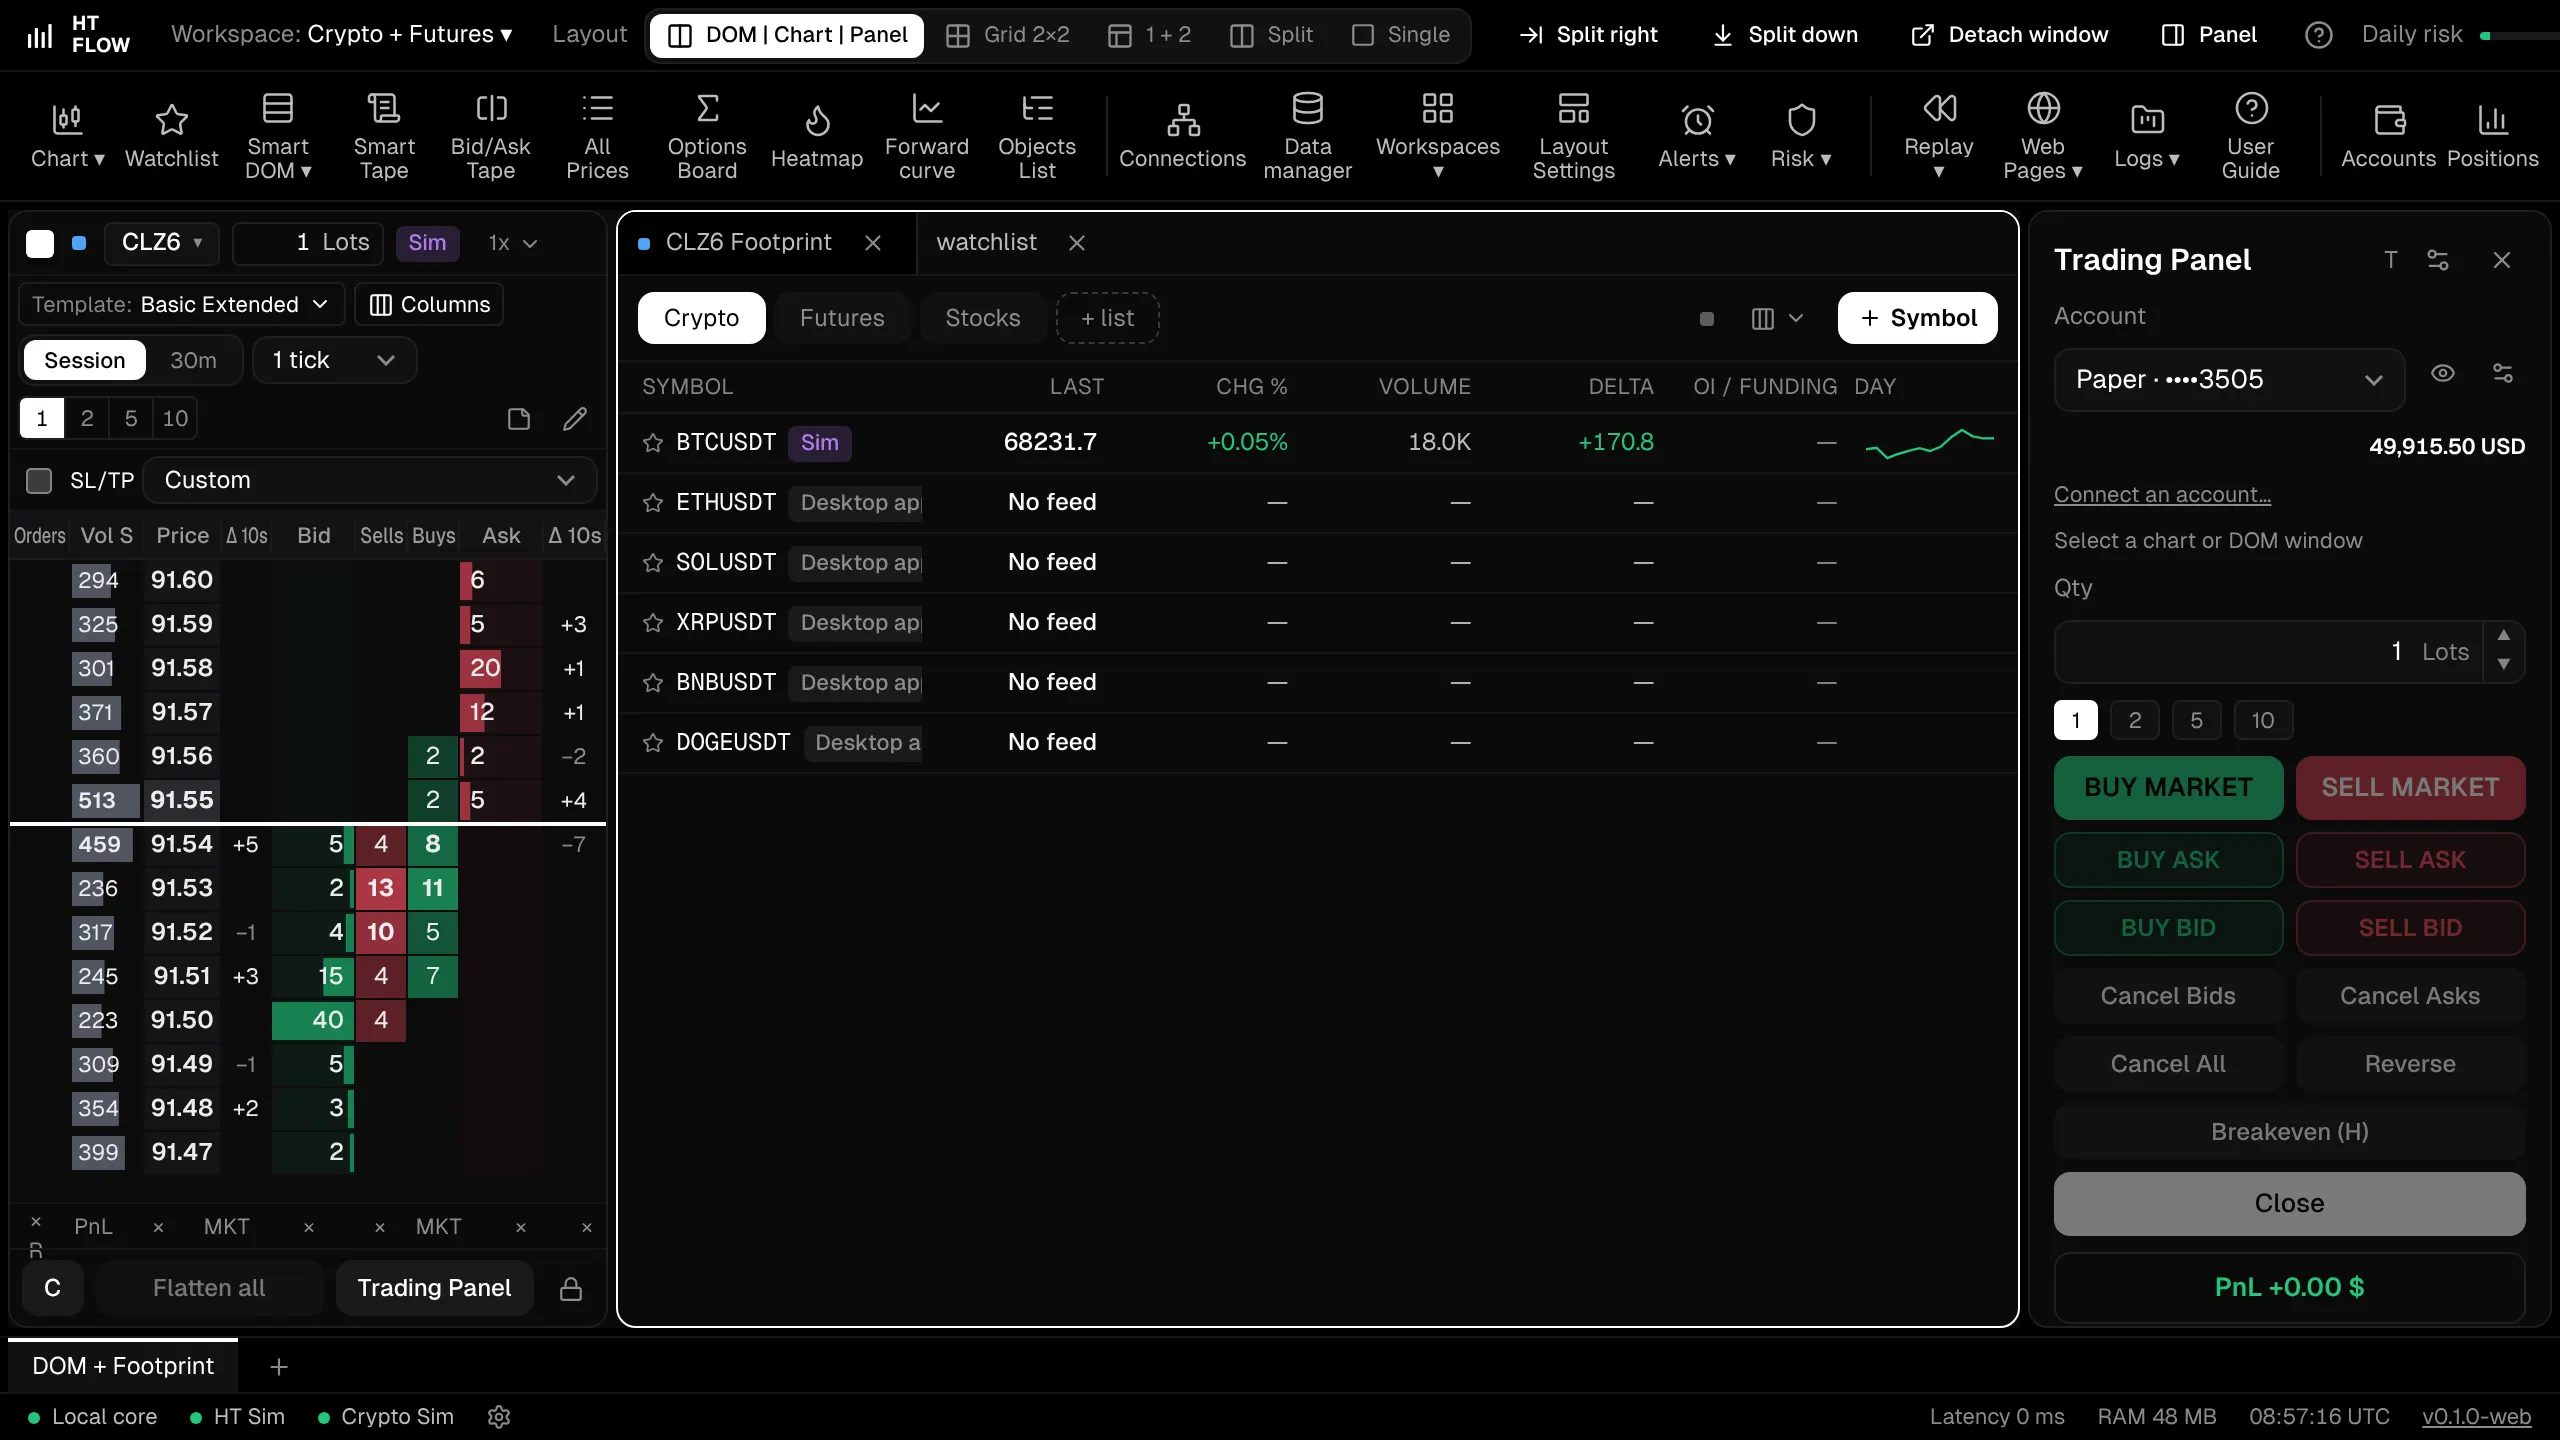 HT FLOW
Workspace: Crypto + Futures ▾
Layout
DOM | Chart | Panel
Grid 2×2
1 + 2
Split
Single
Split right
Split down
Detach window
Panel
Daily risk
Chart ▾
Watchlist
Smart DOM ▾
Smart Tape
Bid/Ask Tape
All Prices
Options Board
Heatmap
Forward curve
Objects List
Connections
Data manager
Workspaces ▾
Layout Settings
Alerts ▾
Risk ▾
Replay ▾
Web Pages ▾
Logs ▾
User Guide
Accounts
Positions
CLZ6 ▾
1 Lots
Sim
1x
Template: Basic Extended
Columns
Session
30m
1 tick
1 2 5 10
SL/TP
Custom
Orders Vol S Price Δ 10s Bid Sells Buys Ask Δ 10s
294 91.60 6
325 91.59 5 +3
301 91.58 20 +1
371 91.57 12 +1
360 91.56 2 2 −2
513 91.55 2 5 +4
459 91.54 +5 5 4 8 −7
236 91.53 2 13 11
317 91.52 −1 4 10 5
245 91.51 +3 15 4 7
223 91.50 40 4
309 91.49 −1 5
354 91.48 +2 3
399 91.47 2
× PnL × MKT × × MKT × ×
C
Flatten all
Trading Panel
CLZ6 Footprint
watchlist
Crypto
Futures
Stocks
+ list
+ Symbol
SYMBOL LAST CHG % VOLUME DELTA OI / FUNDING DAY
BTCUSDT Sim 68231.7 +0.05% 18.0K +170.8 —
ETHUSDT Desktop ap No feed — — — —
SOLUSDT Desktop ap No feed — — — —
XRPUSDT Desktop ap No feed — — — —
BNBUSDT Desktop ap No feed — — — —
DOGEUSDT Desktop a No feed — — — —
Trading Panel
T
Account
Paper · ••••3505
49,915.50 USD
Connect an account…
Select a chart or DOM window
Qty
1 Lots
1 2 5 10
BUY MARKET
SELL MARKET
BUY ASK
SELL ASK
BUY BID
SELL BID
Cancel Bids
Cancel Asks
Cancel All
Reverse
Breakeven (H)
Close
PnL +0.00 $
DOM + Footprint
+
Local core
HT Sim
Crypto Sim
Latency 0 ms
RAM 48 MB
08:57:16 UTC
v0.1.0-web